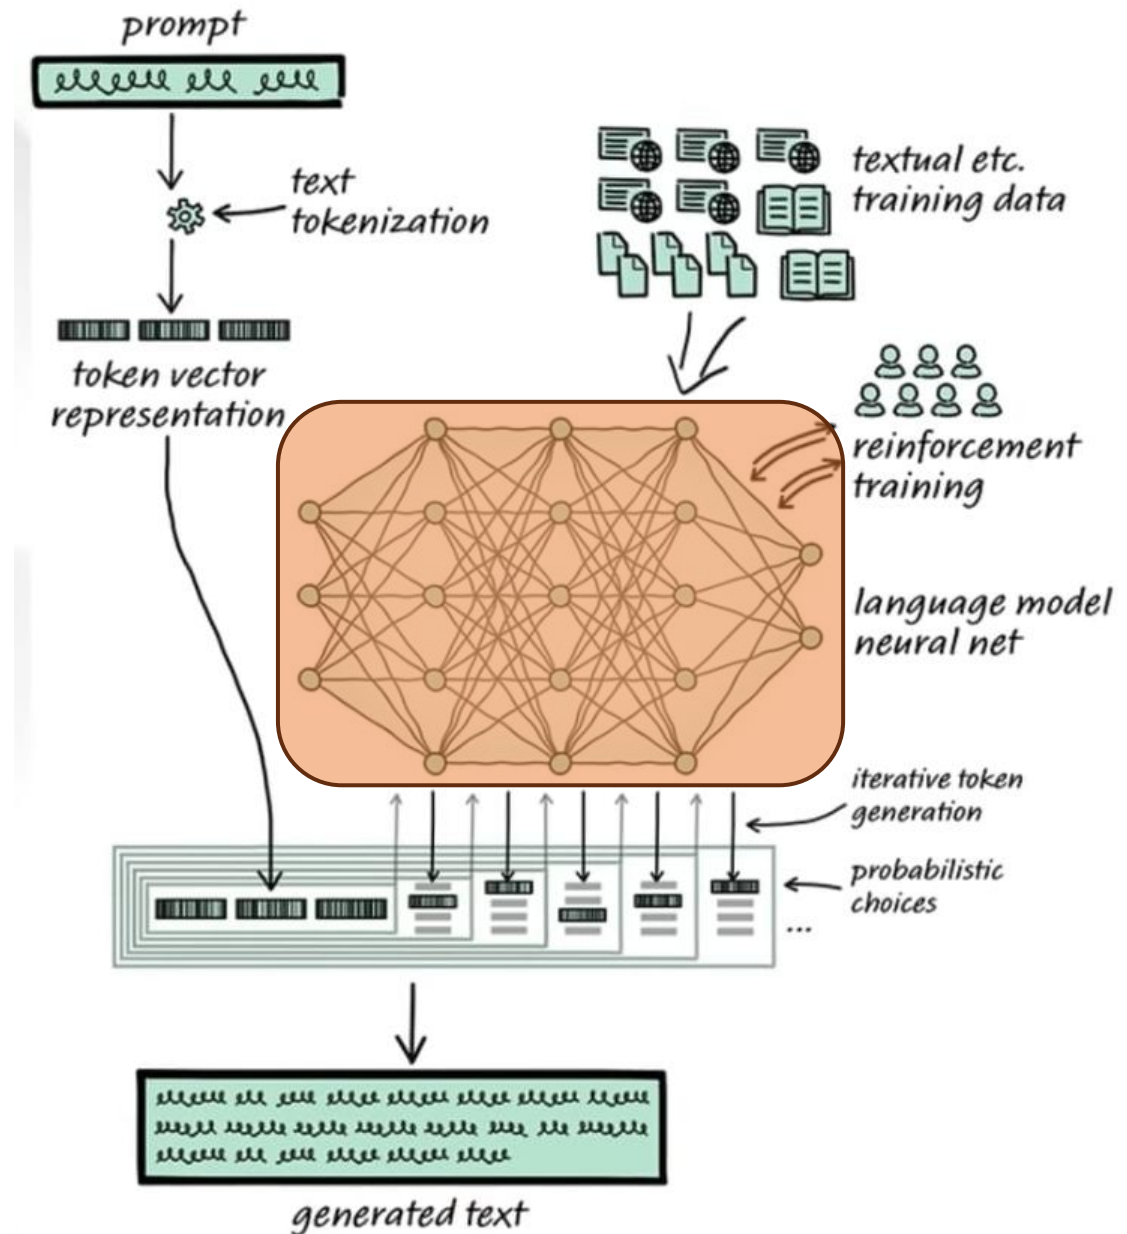 prompt
text
tokenization
token vector
representation
textual etc.
training data
reinforcement
training
language model
neural net
iterative token
generation
probabilistic
choices
...
generated text